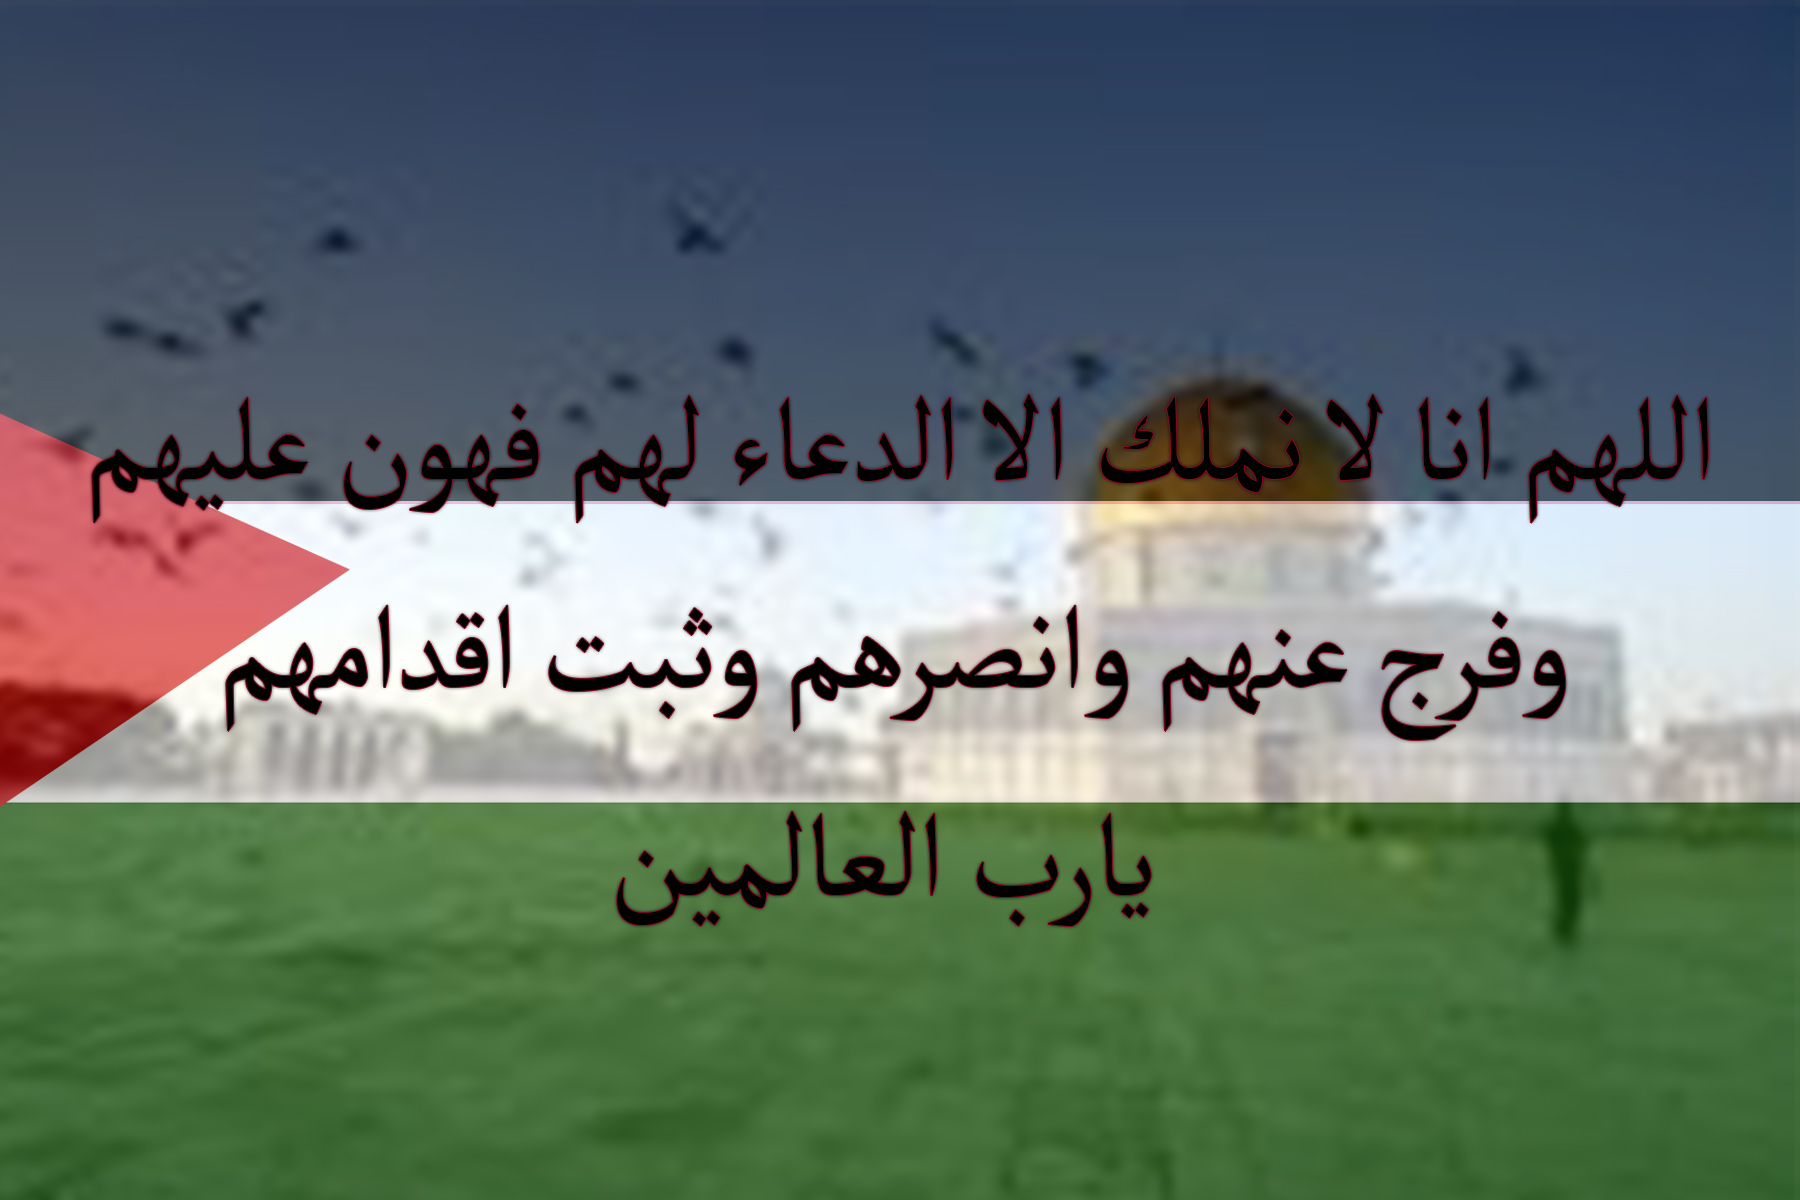 اللهم انا لا نملك الا الدعاء لهم فهون عليهم
وفرج عنهم وانصرهم وثبت اقدامهم
يارب العالمين